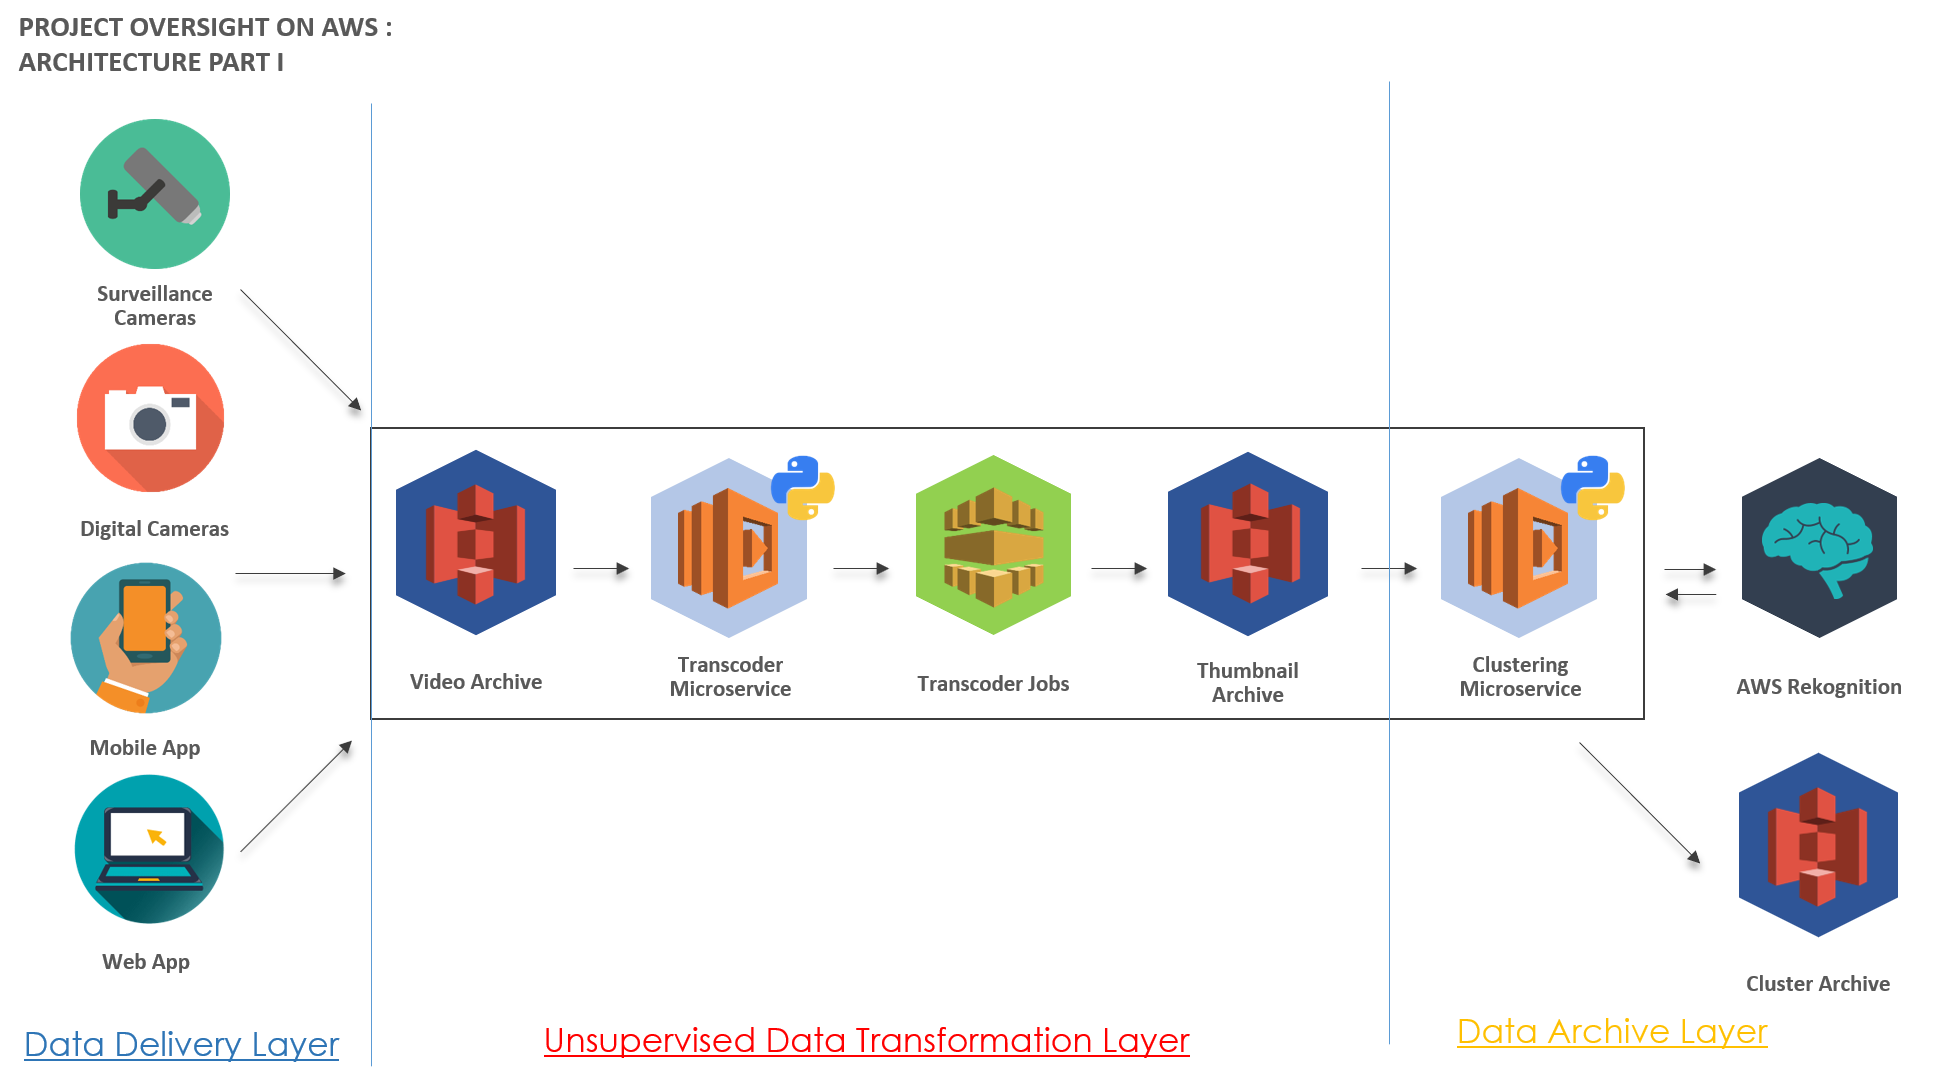 PROJECT OVERSIGHT ON AWS :
ARCHITECTURE PART I
Surveillance
Cameras
Digital Cameras
Mobile App
Web App
Video Archive
Transcoder
Microservice
Transcoder Jobs
Thumbnail
Archive
Clustering
Microservice
AWS Rekognition
Cluster Archive
Data Delivery Layer
Unsupervised Data Transformation Layer
Data Archive Layer